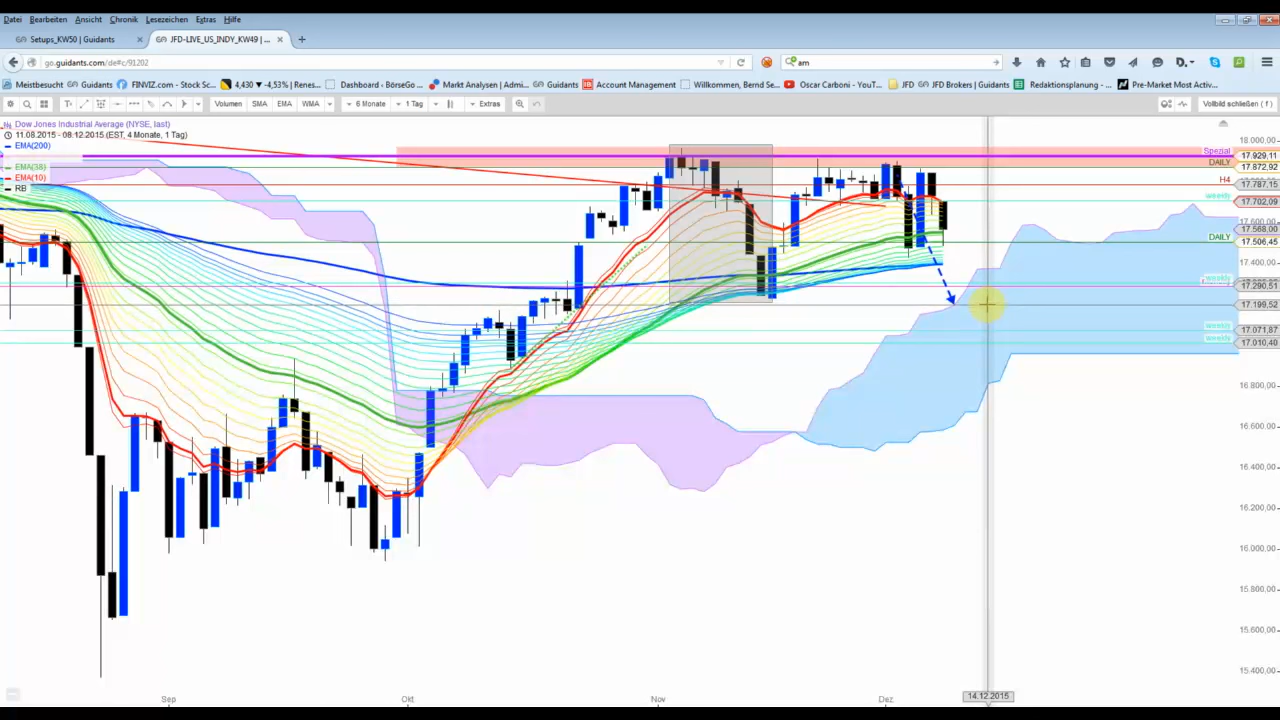 Datei Bearbeiten Ansicht Chronik Lesezeichen Extras Hilfe
Setups_KW50 | Guidants × JFD-LIVE_US_INDY_KW49 |... × +
go.guidants.com/de#c/91202 am
Meistbesucht Guidants FINVIZ.com - Stock Sc... 4,430 ▼ -4,53% | Renes... Dashboard - BörseGo ... Markt Analysen | Admi... Account Management Willkommen, Bernd Se... Oscar Carboni - YouT... JFD JFD Brokers | Guidants Redaktionsplanung - ... Pre-Market Most Activ...
Volumen SMA EMA WMA 6 Monate 1 Tag Extras Vollbild schließen ( f )
Dow Jones Industrial Average (NYSE, last)
11.08.2015 - 08.12.2015 (EST, 4 Monate, 1 Tag)
EMA(200)
EMA(38)
EMA(10)
RB
18.000,00
Spezial 17.929,11
DAILY 17.872,92
H4 17.787,15
weekly 17.702,09
17.600,00
17.568,00
DAILY 17.506,45
17.400,00
weekly
17.290,51
17.199,52
weekly 17.071,87
weekly 17.010,40
16.800,00
16.600,00
16.400,00
16.200,00
16.000,00
15.800,00
15.600,00
15.400,00
Sep Okt Nov Dez 14.12.2015